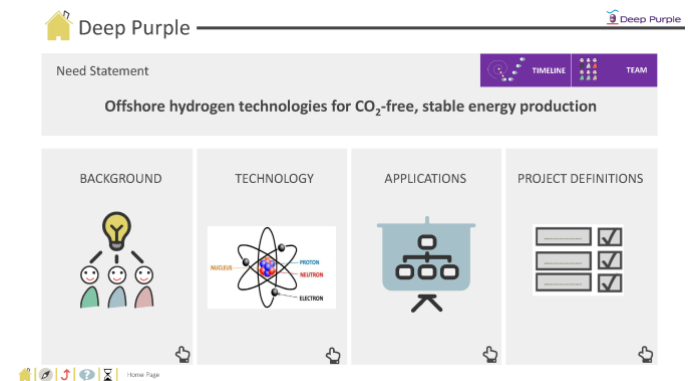 Deep Purple
Deep Purple
Need Statement
TIMELINE
TEAM
Offshore hydrogen technologies for CO₂-free, stable energy production
BACKGROUND
TECHNOLOGY
APPLICATIONS
PROJECT DEFINITIONS
NUCLEUS
PROTON
NEUTRON
ELECTRON
Home Page